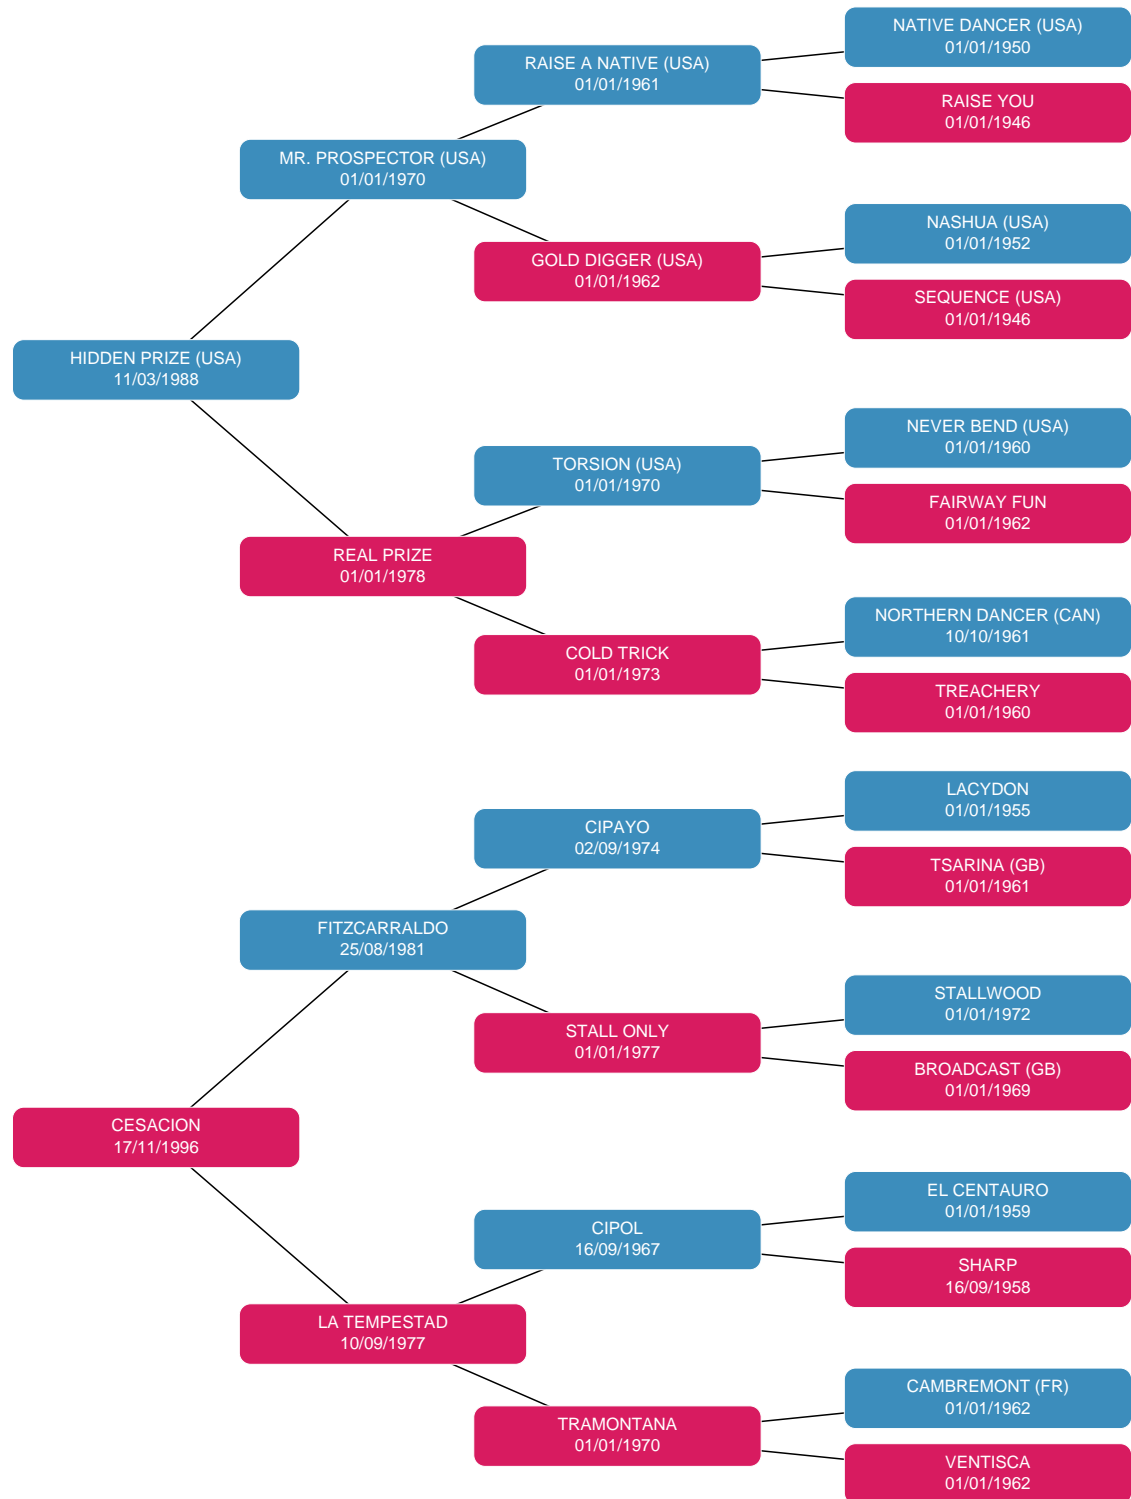 NATIVE DANCER (USA)
01/01/1950
RAISE A NATIVE (USA)
01/01/1961
RAISE YOU
01/01/1946
MR. PROSPECTOR (USA)
01/01/1970
NASHUA (USA)
01/01/1952
GOLD DIGGER (USA)
01/01/1962
SEQUENCE (USA)
01/01/1946
HIDDEN PRIZE (USA)
11/03/1988
NEVER BEND (USA)
01/01/1960
TORSION (USA)
01/01/1970
FAIRWAY FUN
01/01/1962
REAL PRIZE
01/01/1978
NORTHERN DANCER (CAN)
10/10/1961
COLD TRICK
01/01/1973
TREACHERY
01/01/1960
LACYDON
01/01/1955
CIPAYO
02/09/1974
TSARINA (GB)
01/01/1961
FITZCARRALDO
25/08/1981
STALLWOOD
01/01/1972
STALL ONLY
01/01/1977
BROADCAST (GB)
01/01/1969
CESACION
17/11/1996
EL CENTAURO
01/01/1959
CIPOL
16/09/1967
SHARP
16/09/1958
LA TEMPESTAD
10/09/1977
CAMBREMONT (FR)
01/01/1962
TRAMONTANA
01/01/1970
VENTISCA
01/01/1962